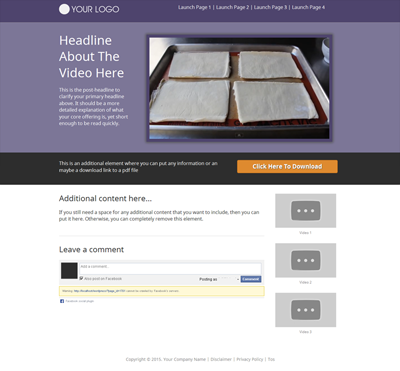 YOUR LOGO
Launch Page 1 | Launch Page 2 | Launch Page 3 | Launch Page 4
Headline
About The
Video Here
This is the post-headline to
clarify your primary headline
above. It should be a more
detailed explanation of what
your core offering is, yet short
enough to be read quickly.
This is an additional element where you can put any information or an
maybe a download link to a pdf file
Click Here To Download
Additional content here...
If you still need a space for any additional content that you want to include, then you can
put it here. Otherwise, you can completely remove this element.
Video 1
Video 2
Video 3
Leave a comment
Add a comment...
Also post on Facebook
Posting as
Comment
Facebook social plugin
Copyright © 2015. Your Company Name | Disclaimer | Privacy Policy | Tos